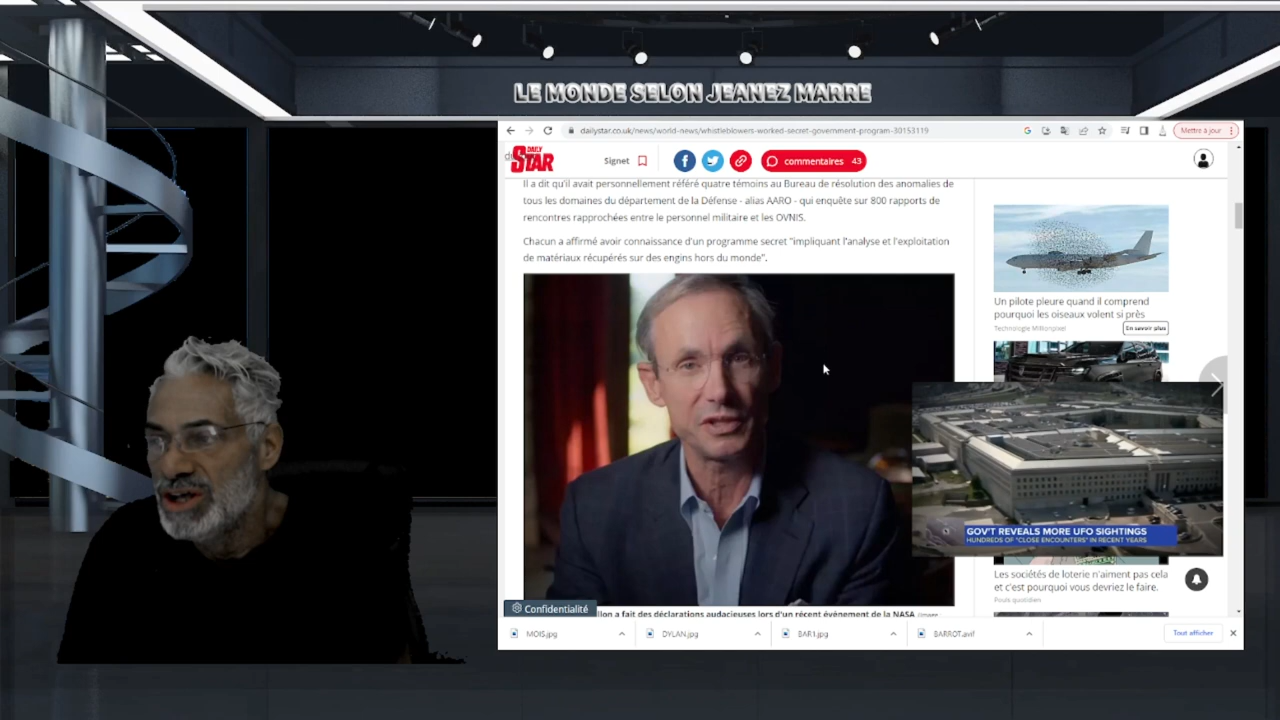 LE MONDE SELON JEANEZ MARRE
dailystar.co.uk/news/world-news/whistleblowers-worked-secret-government-program-30153119
Mettre à jour
DAILY
STAR
Signet
commentaires 43
Il a dit qu'il avait personnellement référé quatre témoins au Bureau de résolution des anomalies de
tous les domaines du département de la Défense - alias AARO - qui enquête sur 800 rapports de
rencontres rapprochées entre le personnel militaire et les OVNIS.
Chacun a affirmé avoir connaissance d'un programme secret "impliquant l'analyse et l'exploitation
de matériaux récupérés sur des engins hors du monde".
Un pilote pleure quand il comprend
pourquoi les oiseaux volent si près
Technologie Millionpixel
En savoir plus
GOV'T REVEALS MORE UFO SIGHTINGS
HUNDREDS OF "CLOSE ENCOUNTERS" IN RECENT YEARS
Les sociétés de loterie n'aiment pas cela
et c'est pourquoi vous devriez le faire.
Pouls quotidien
Confidentialité
llon a fait des déclarations audacieuses lors d'un récent événement de la NASA
MOIS.jpg
DYLAN.jpg
BAR1.jpg
BARROT.avif
Tout afficher